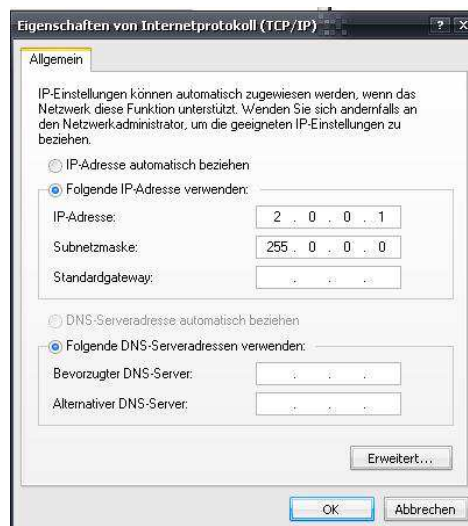 Eigenschaften von Internetprotokoll (TCP/IP)
Allgemein
IP-Einstellungen können automatisch zugewiesen werden, wenn das
Netzwerk diese Funktion unterstützt. Wenden Sie sich andernfalls an
den Netzwerkadministrator, um die geeigneten IP-Einstellungen zu
beziehen.
IP-Adresse automatisch beziehen
Folgende IP-Adresse verwenden:
IP-Adresse: 2 . 0 . 0 . 1
Subnetzmaske: 255 . 0 . 0 . 0
Standardgateway: . . .
DNS-Serveradresse automatisch beziehen
Folgende DNS-Serveradressen verwenden:
Bevorzugter DNS-Server: . . .
Alternativer DNS-Server: . . .
Erweitert...
OK Abbrechen